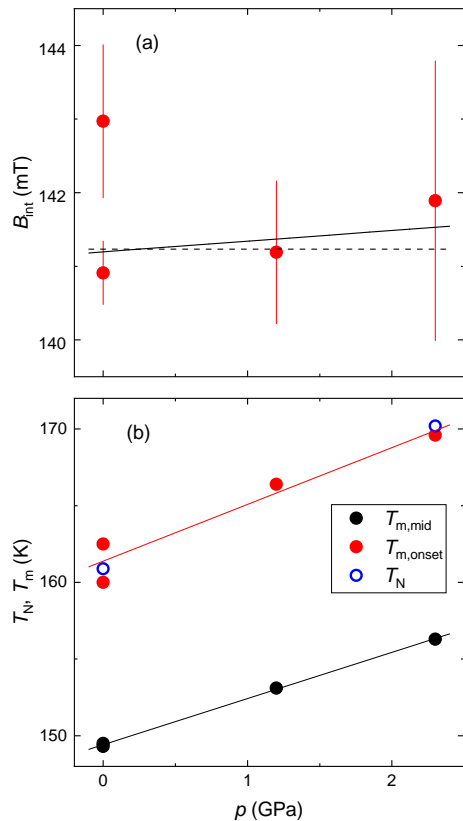 (a)
144
142
140
B_int (mT)
(b)
170
160
150
T_N, T_m (K)
T_m,mid
T_m,onset
T_N
0 1 2
p (GPa)